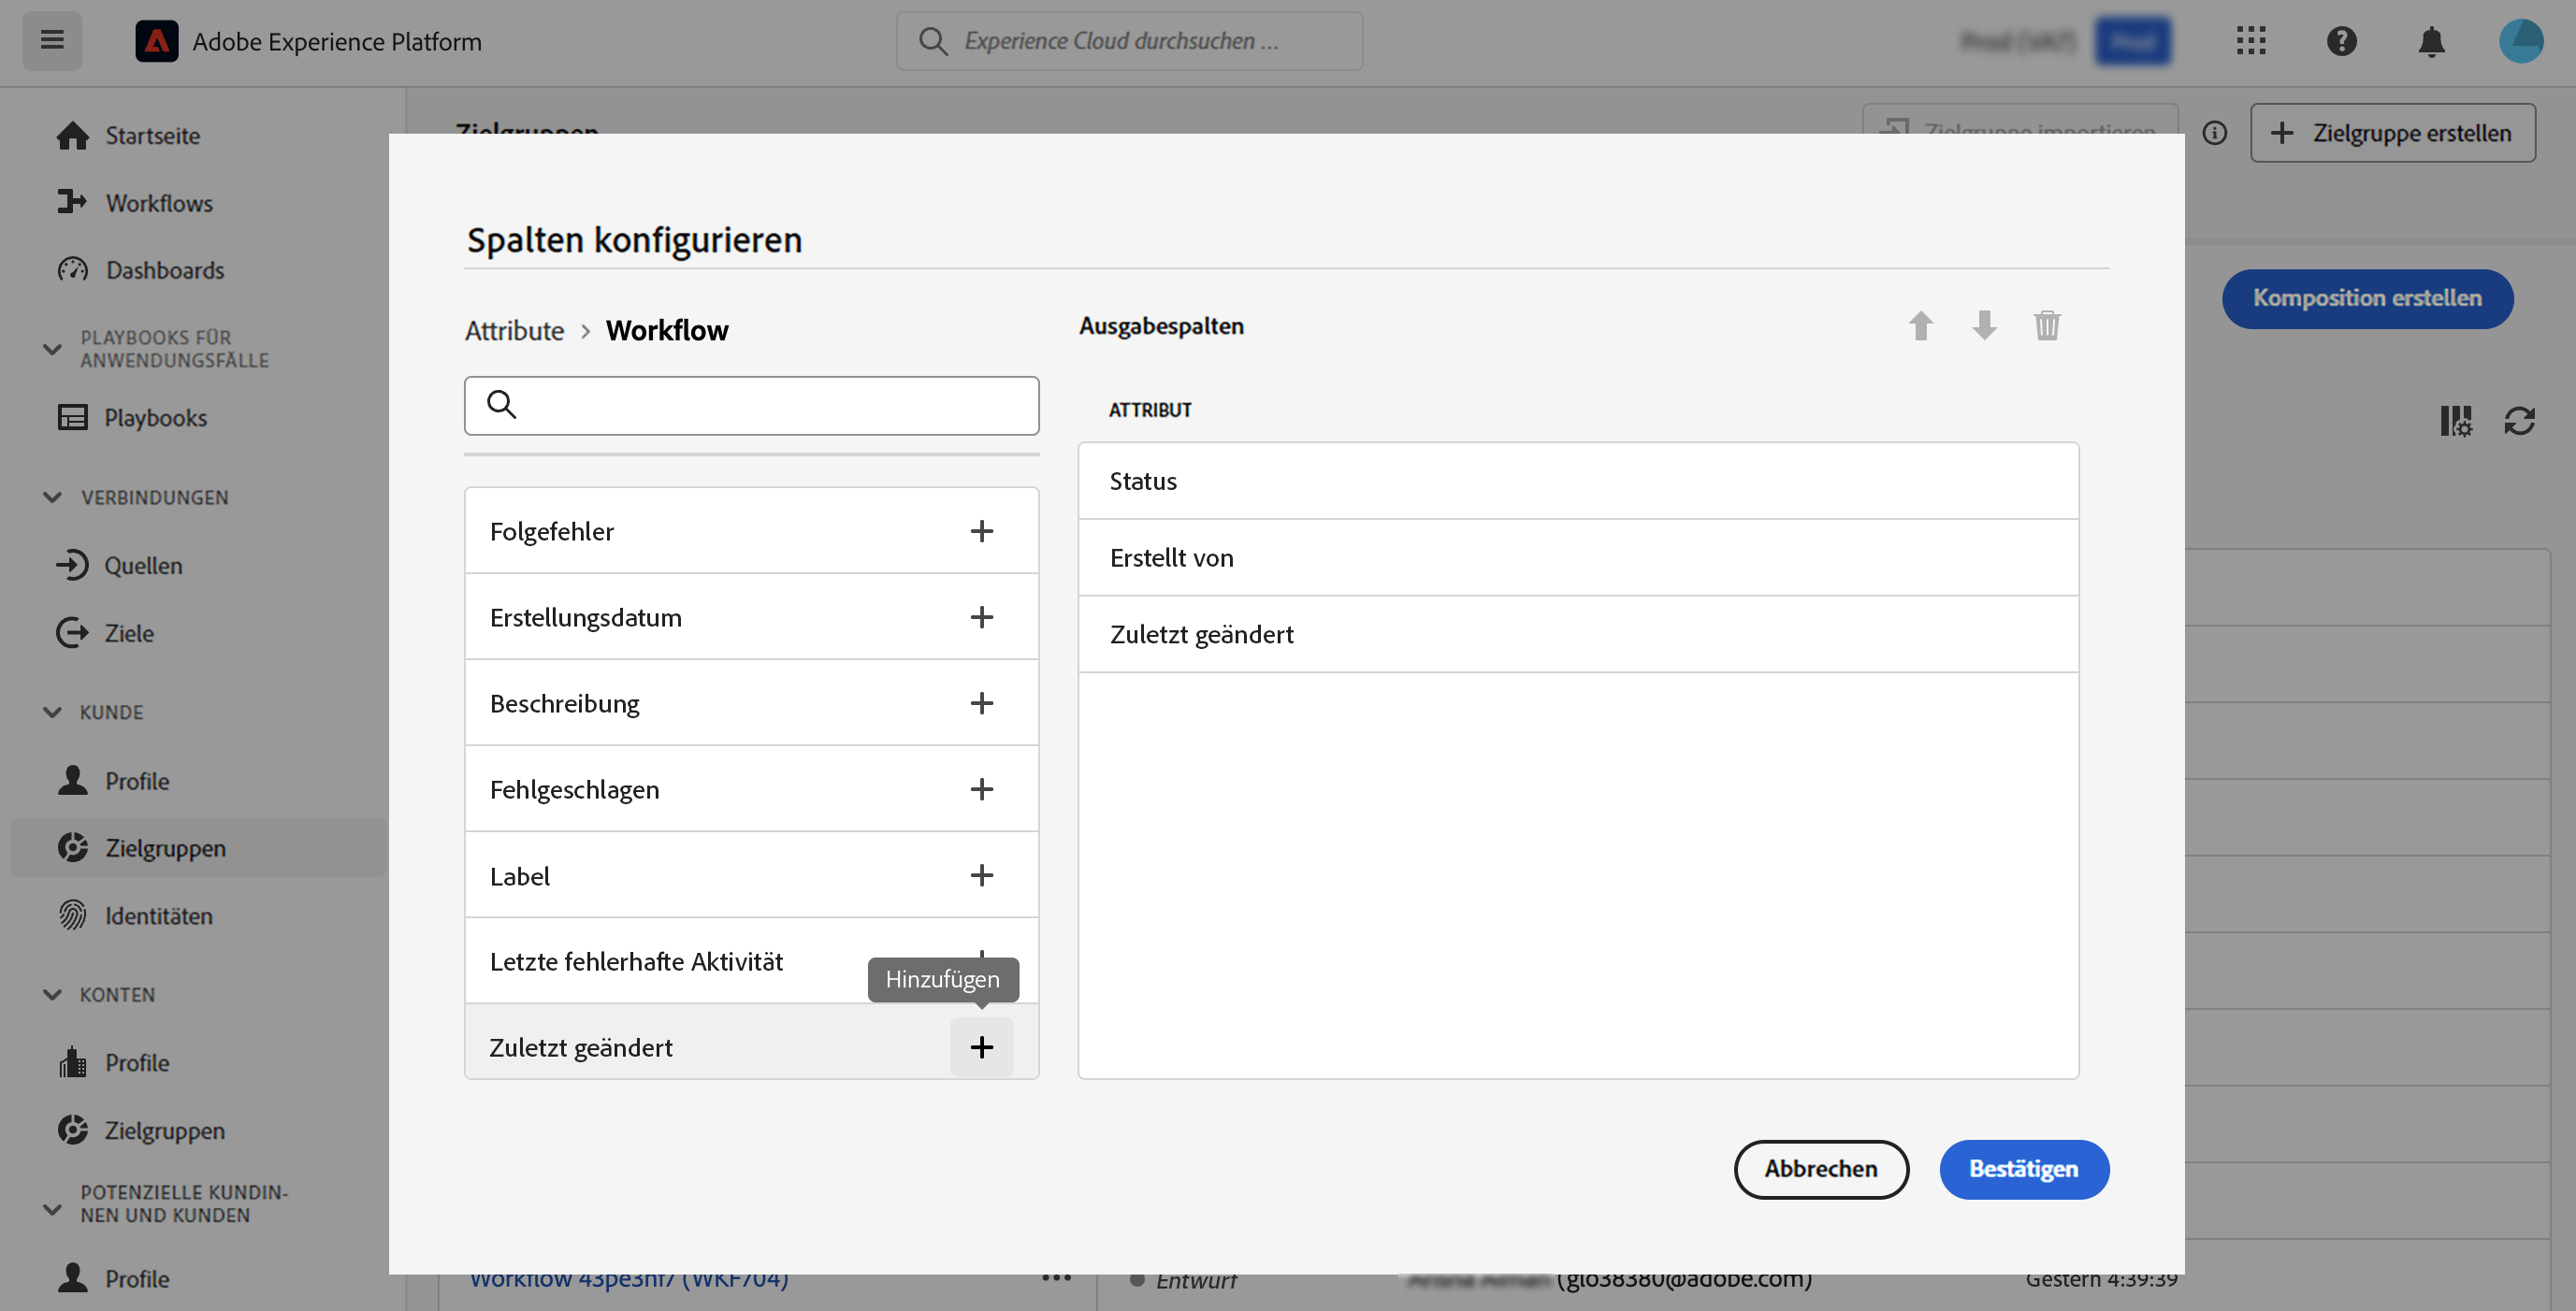 Adobe Experience Platform
Experience Cloud durchsuchen ...
Startseite
Workflows
Dashboards
PLAYBOOKS FÜR
ANWENDUNGSFÄLLE
Playbooks
VERBINDUNGEN
Quellen
Ziele
KUNDE
Profile
Zielgruppen
Identitäten
KONTEN
Profile
Zielgruppen
POTENZIELLE KUNDIN-
NEN UND KUNDEN
Profile
Zielgruppen
Zielgruppe importieren
Zielgruppe erstellen
Komposition erstellen
Spalten konfigurieren
Attribute > Workflow
Folgefehler
Erstellungsdatum
Beschreibung
Fehlgeschlagen
Label
Letzte fehlerhafte Aktivität
Hinzufügen
Zuletzt geändert
Ausgabespalten
ATTRIBUT
Status
Erstellt von
Zuletzt geändert
Abbrechen
Bestätigen
Workflow 43pe3nf7 (WKF704)
Entwurf
(glo38380@adobe.com)
Gestern 4:39:39